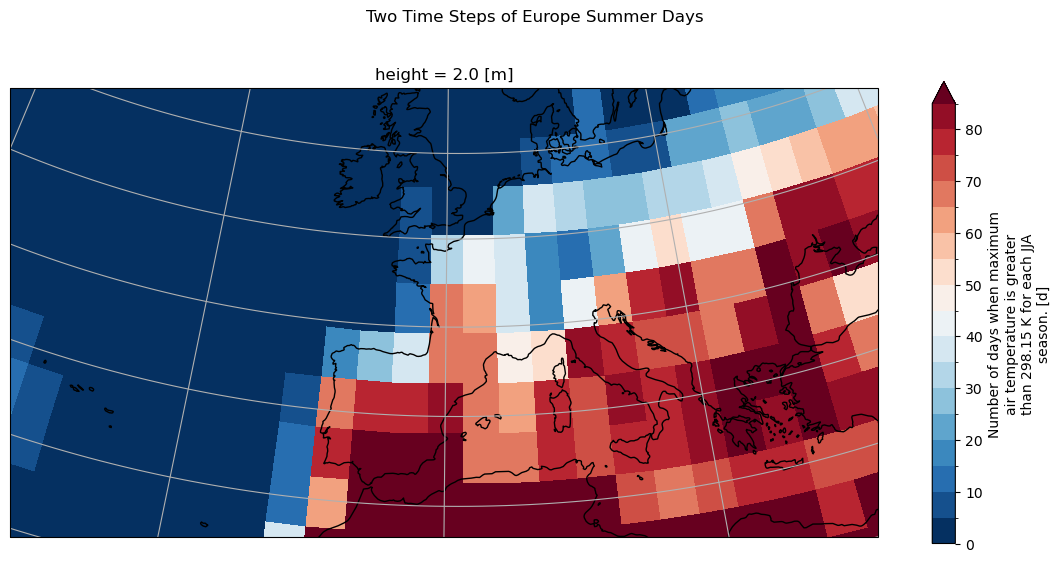 Two Time Steps of Europe Summer Days
height = 2.0 [m]
80
70
60
50
40
30
20
10
0
Number of days when maximum
air temperature is greater
than 298.15 K for each JJA
season. [d]